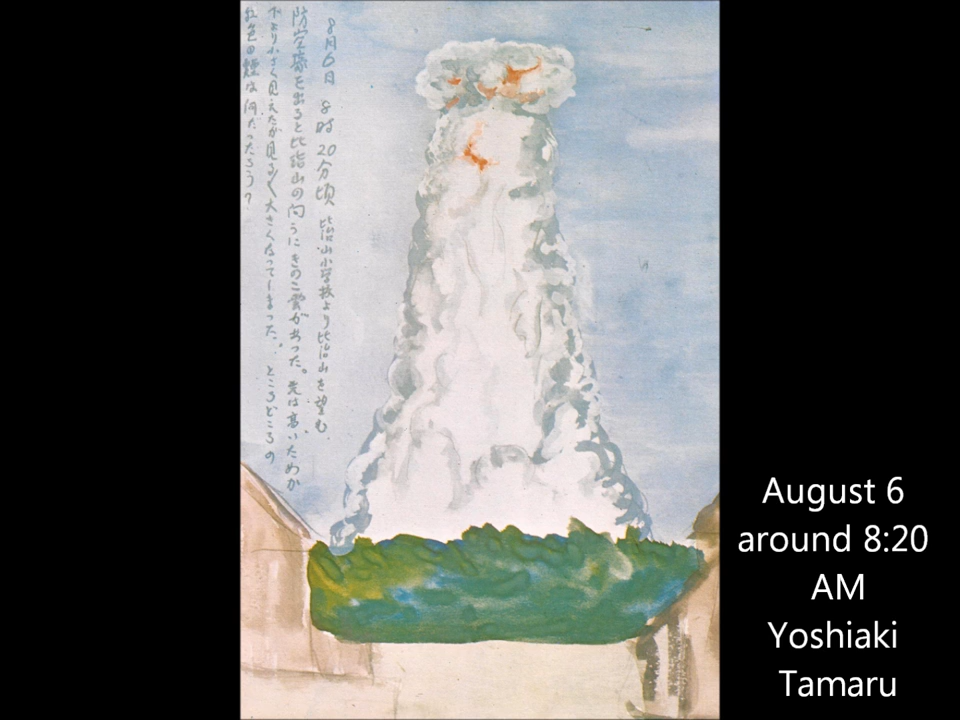 8月6日 8時20分頃 比治山小学校より比治山を望む.
防空壕を出ると比治山の向うにきのこ雲があった。先は高いためか
下より小さく見えたが見る〱大きくなってしまった。ところどころの
紅色の煙は何だったろう?
August 6
around 8:20
AM
Yoshiaki
Tamaru